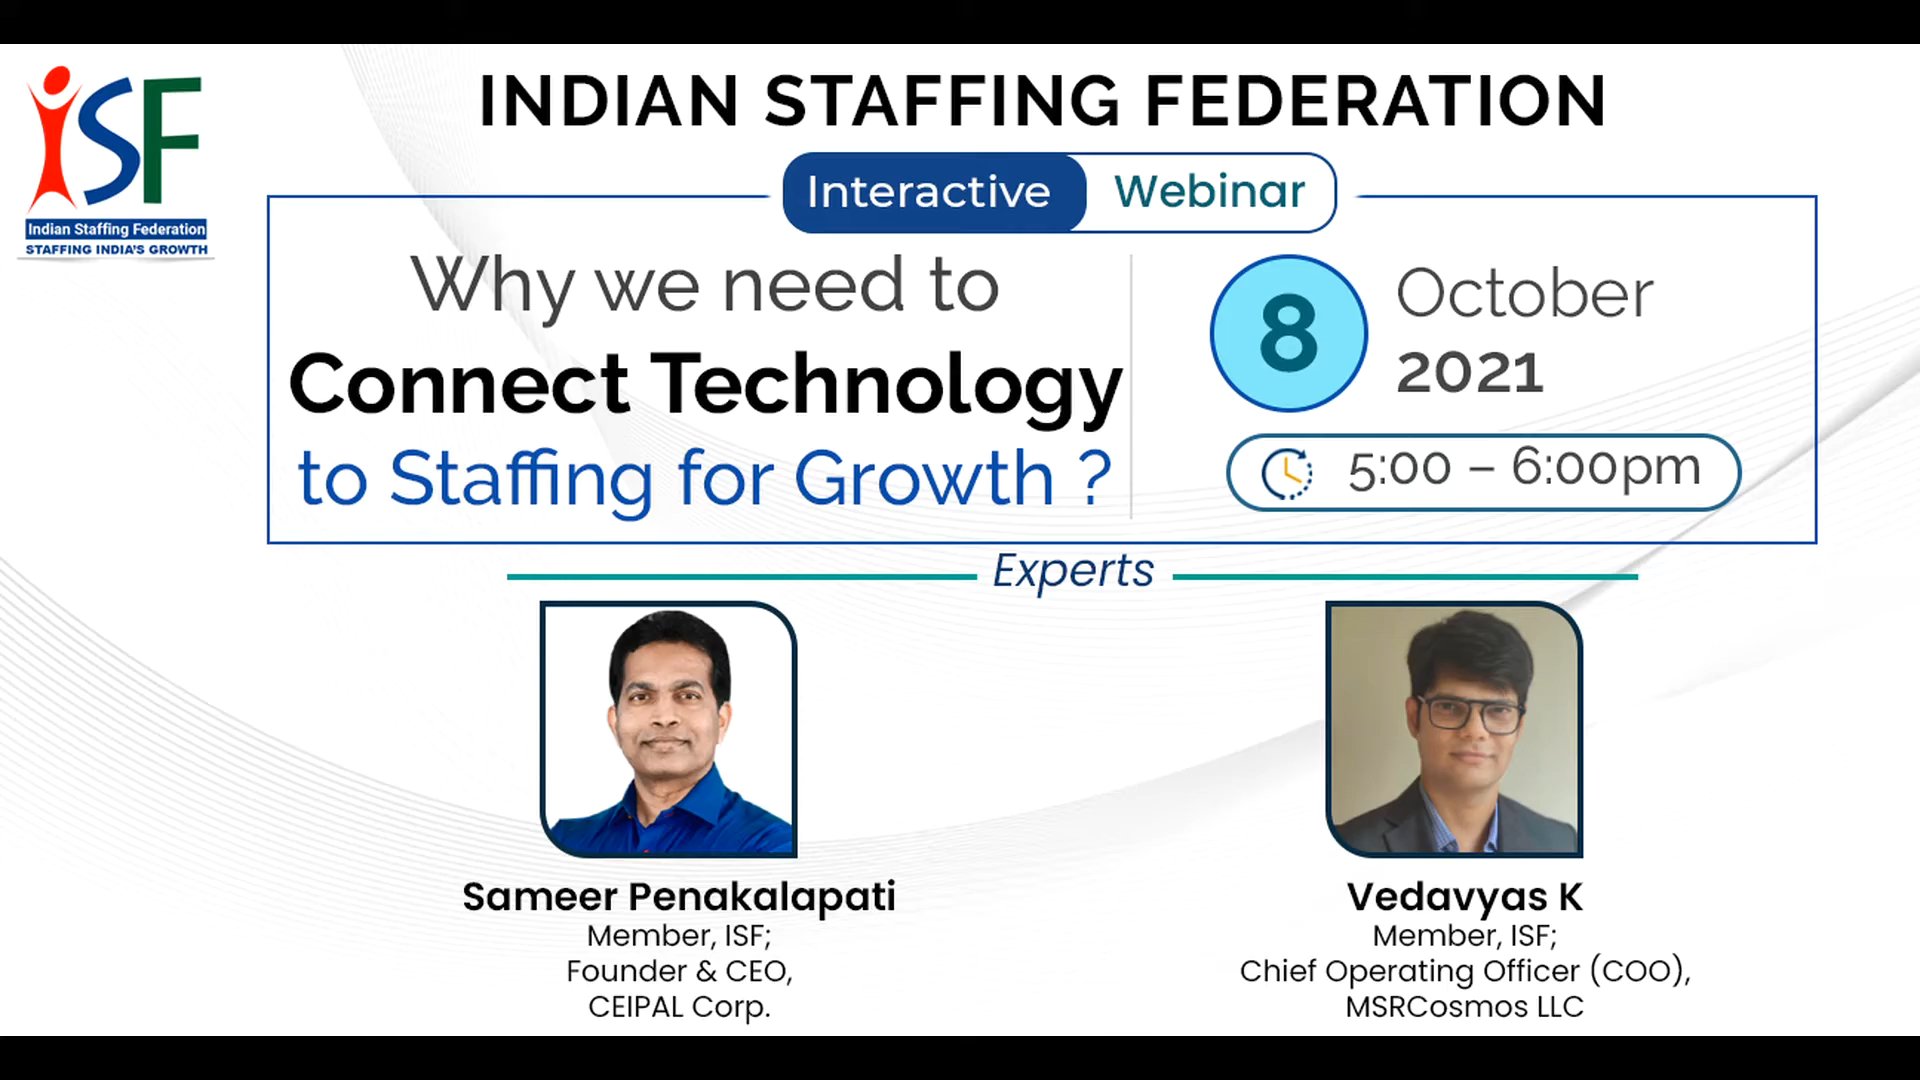 iSF
Indian Staffing Federation
STAFFING INDIA'S GROWTH
INDIAN STAFFING FEDERATION
Interactive Webinar
Why we need to
Connect Technology
to Staffing for Growth ?
8
October
2021
5:00 – 6:00pm
Experts
Sameer Penakalapati
Member, ISF;
Founder & CEO,
CEIPAL Corp.
Vedavyas K
Member, ISF;
Chief Operating Officer (COO),
MSRCosmos LLC